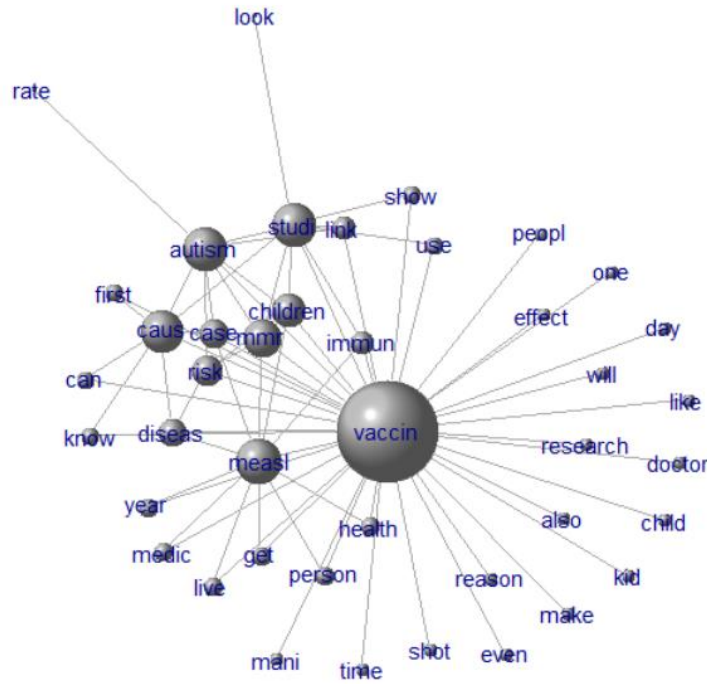 look
rate
show
studi
link
autism
use
peopl
one
first
children
effect
caus
case
mmr
immun
day
risk
can
will
like
know
diseas
vaccin
research
measl
doctor
year
health
also
child
medic
get
live
person
reason
kid
make
mani
time
shot
even